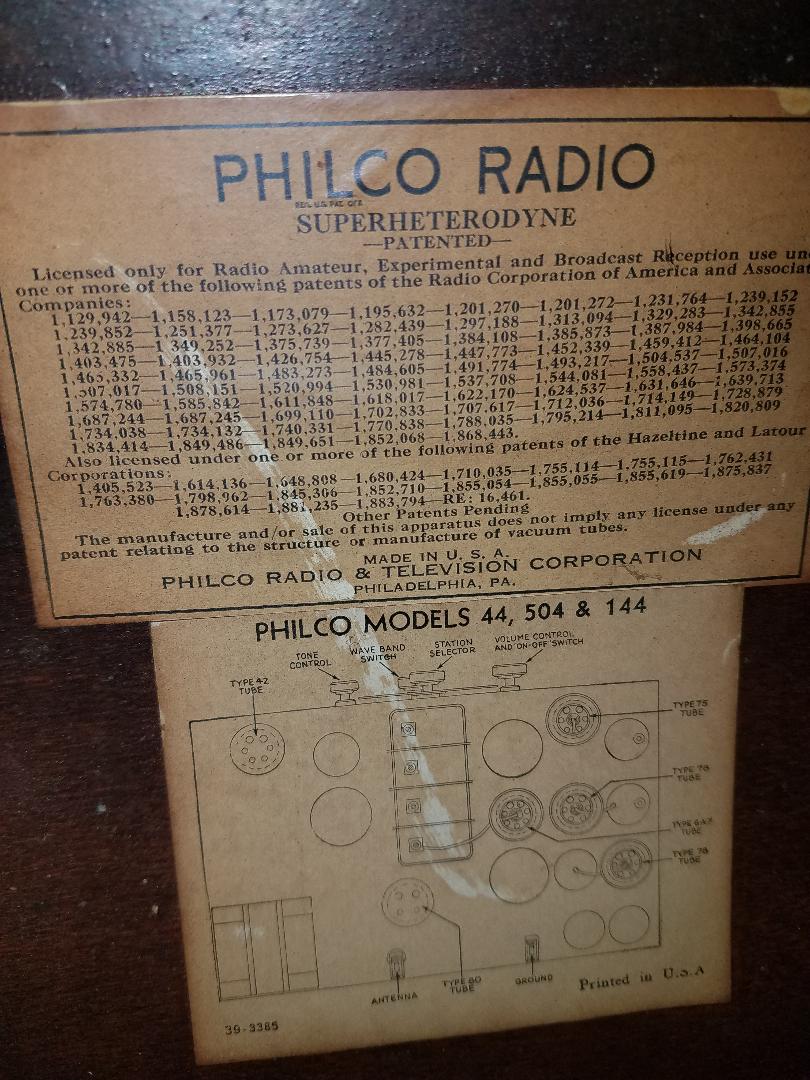 PHILCO RADIO
REG. U.S. PAT. OFF.
SUPERHETERODYNE
—PATENTED—
Licensed only for Radio Amateur, Experimental and Broadcast Reception use un
one or more of the following patents of the Radio Corporation of America and Associat
Companies:
1,129,942—1,158,123—1,173,079—1,195,632—1,201,270—1,201,272—1,231,764—1,239,152
1,239,852—1,251,377—1,273,627—1,282,439—1,297,188—1,313,094—1,329,283—1,342,855
1,342,885—1,349,252—1,375,739—1,377,405—1,384,108—1,385,873—1,387,984—1,398,665
1,403,475—1,403,932—1,426,754—1,445,278—1,447,773—1,452,339—1,459,412—1,464,104
1,465,332—1,465,961—1,483,273—1,484,605—1,491,774—1,493,217—1,504,537—1,507,016
1,507,017—1,508,151—1,520,994—1,530,981—1,537,708—1,544,081—1,558,437—1,573,374
1,574,780—1,585,842—1,611,848—1,618,017—1,622,170—1,624,537—1,631,646—1,639,713
1,687,244—1,687,245—1,699,110—1,702,833—1,707,617—1,712,036—1,714,149—1,728,879
1,734,038—1,734,132—1,740,331—1,770,838—1,788,035—1,795,214—1,811,095—1,820,809
1,834,414—1,849,486—1,849,651—1,852,068—1,868,443.
Also licensed under one or more of the following patents of the Hazeltine and Latour
Corporations:
1,405,523—1,614,136—1,648,808—1,680,424—1,710,035—1,755,114—1,755,115—1,762,431
1,763,380—1,798,962—1,845,366—1,852,710—1,855,054—1,855,055—1,855,619—1,875,837
1,878,614—1,881,235—1,883,794—RE: 16,461.
Other Patents Pending
The manufacture and/or sale of this apparatus does not imply any license under any
patent relating to the structure or manufacture of vacuum tubes.
MADE IN U. S. A.
PHILCO RADIO & TELEVISION CORPORATION
PHILADELPHIA, PA.
PHILCO MODELS 44, 504 & 144
TONE
CONTROL
WAVE BAND
SWITCH
STATION
SELECTOR
VOLUME CONTROL
AND "ON-OFF" SWITCH
TYPE 42
TUBE
TYPE 75
TUBE
TYPE 78
TUBE
TYPE 6-A7
TUBE
TYPE 78
TUBE
ANTENNA
TYPE 80
TUBE
GROUND
Printed in U.S.A
39-3365